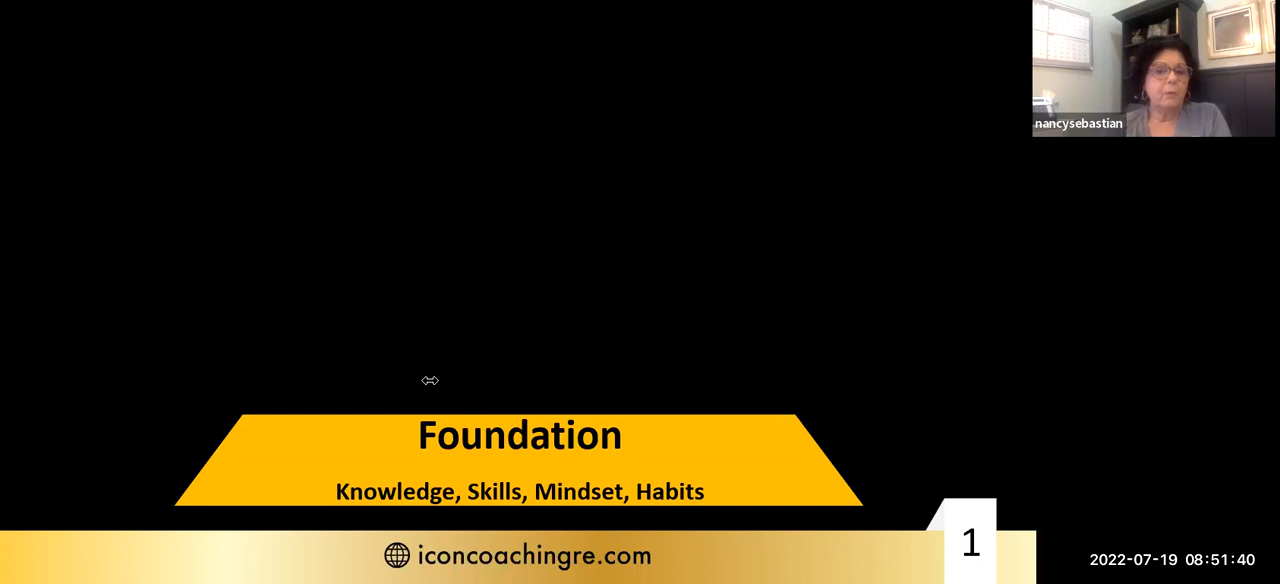 nancysebastian
Foundation
Knowledge, Skills, Mindset, Habits
iconcoachingre.com
1
2022-07-19 08:51:40